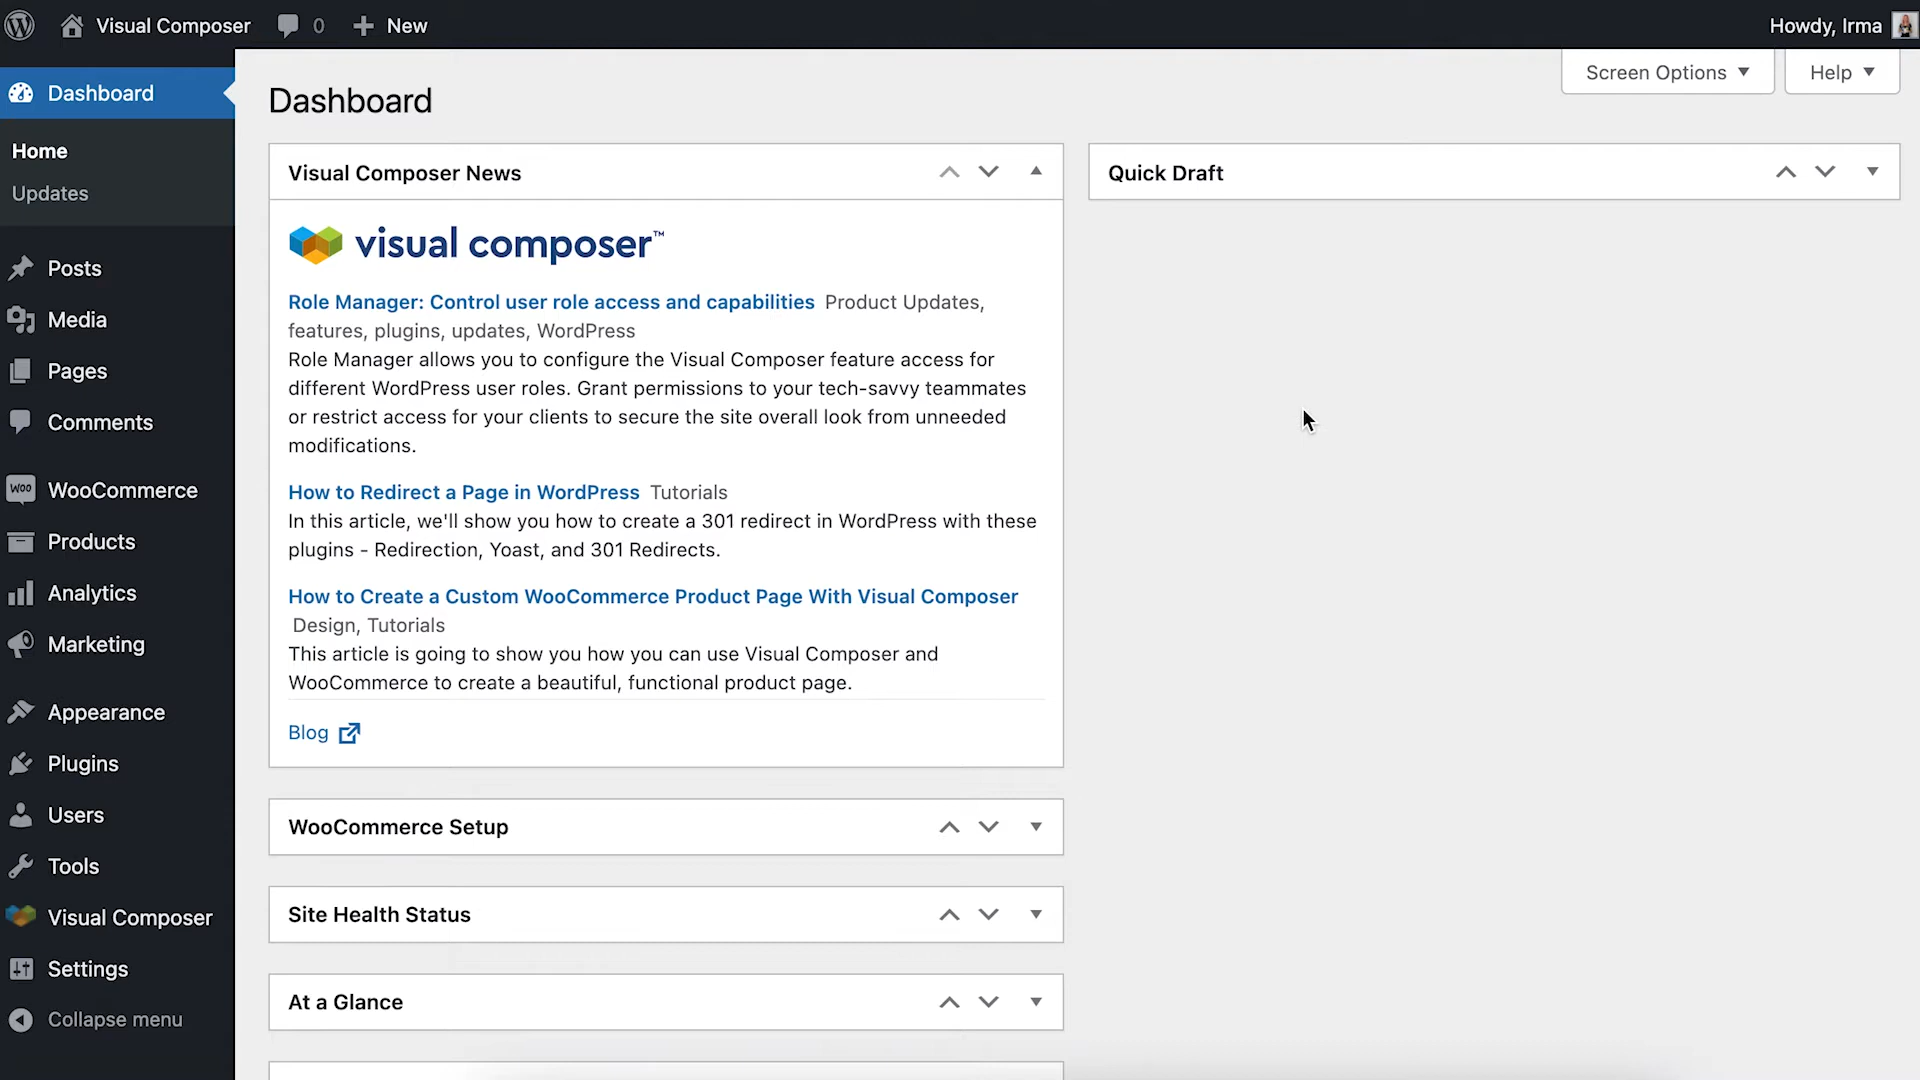 Visual Composer 0 New Howdy, Irma
Screen Options Help
Dashboard
Home
Updates
Posts
Media
Pages
Comments
Woo WooCommerce
Products
Analytics
Marketing
Appearance
Plugins
Users
Tools
Visual Composer
Settings
Collapse menu
Dashboard
Visual Composer News
visual composer™
Role Manager: Control user role access and capabilities Product Updates,
features, plugins, updates, WordPress
Role Manager allows you to configure the Visual Composer feature access for
different WordPress user roles. Grant permissions to your tech-savvy teammates
or restrict access for your clients to secure the site overall look from unneeded
modifications.
How to Redirect a Page in WordPress Tutorials
In this article, we'll show you how to create a 301 redirect in WordPress with these
plugins - Redirection, Yoast, and 301 Redirects.
How to Create a Custom WooCommerce Product Page With Visual Composer
Design, Tutorials
This article is going to show you how you can use Visual Composer and
WooCommerce to create a beautiful, functional product page.
Blog
WooCommerce Setup
Site Health Status
At a Glance
Quick Draft